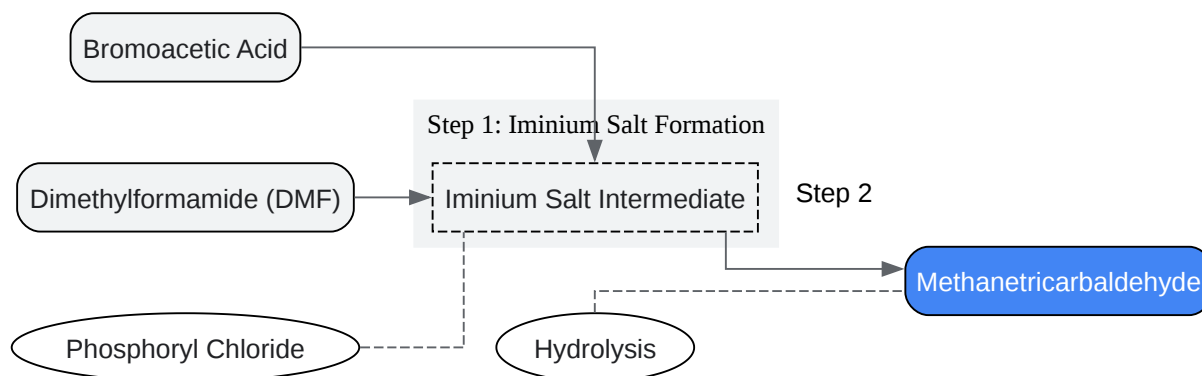 Bromoacetic Acid
Step 1: Iminium Salt Formation
Dimethylformamide (DMF)
Iminium Salt Intermediate
Step 2
Methanetricarbaldehyde
Phosphoryl Chloride
Hydrolysis